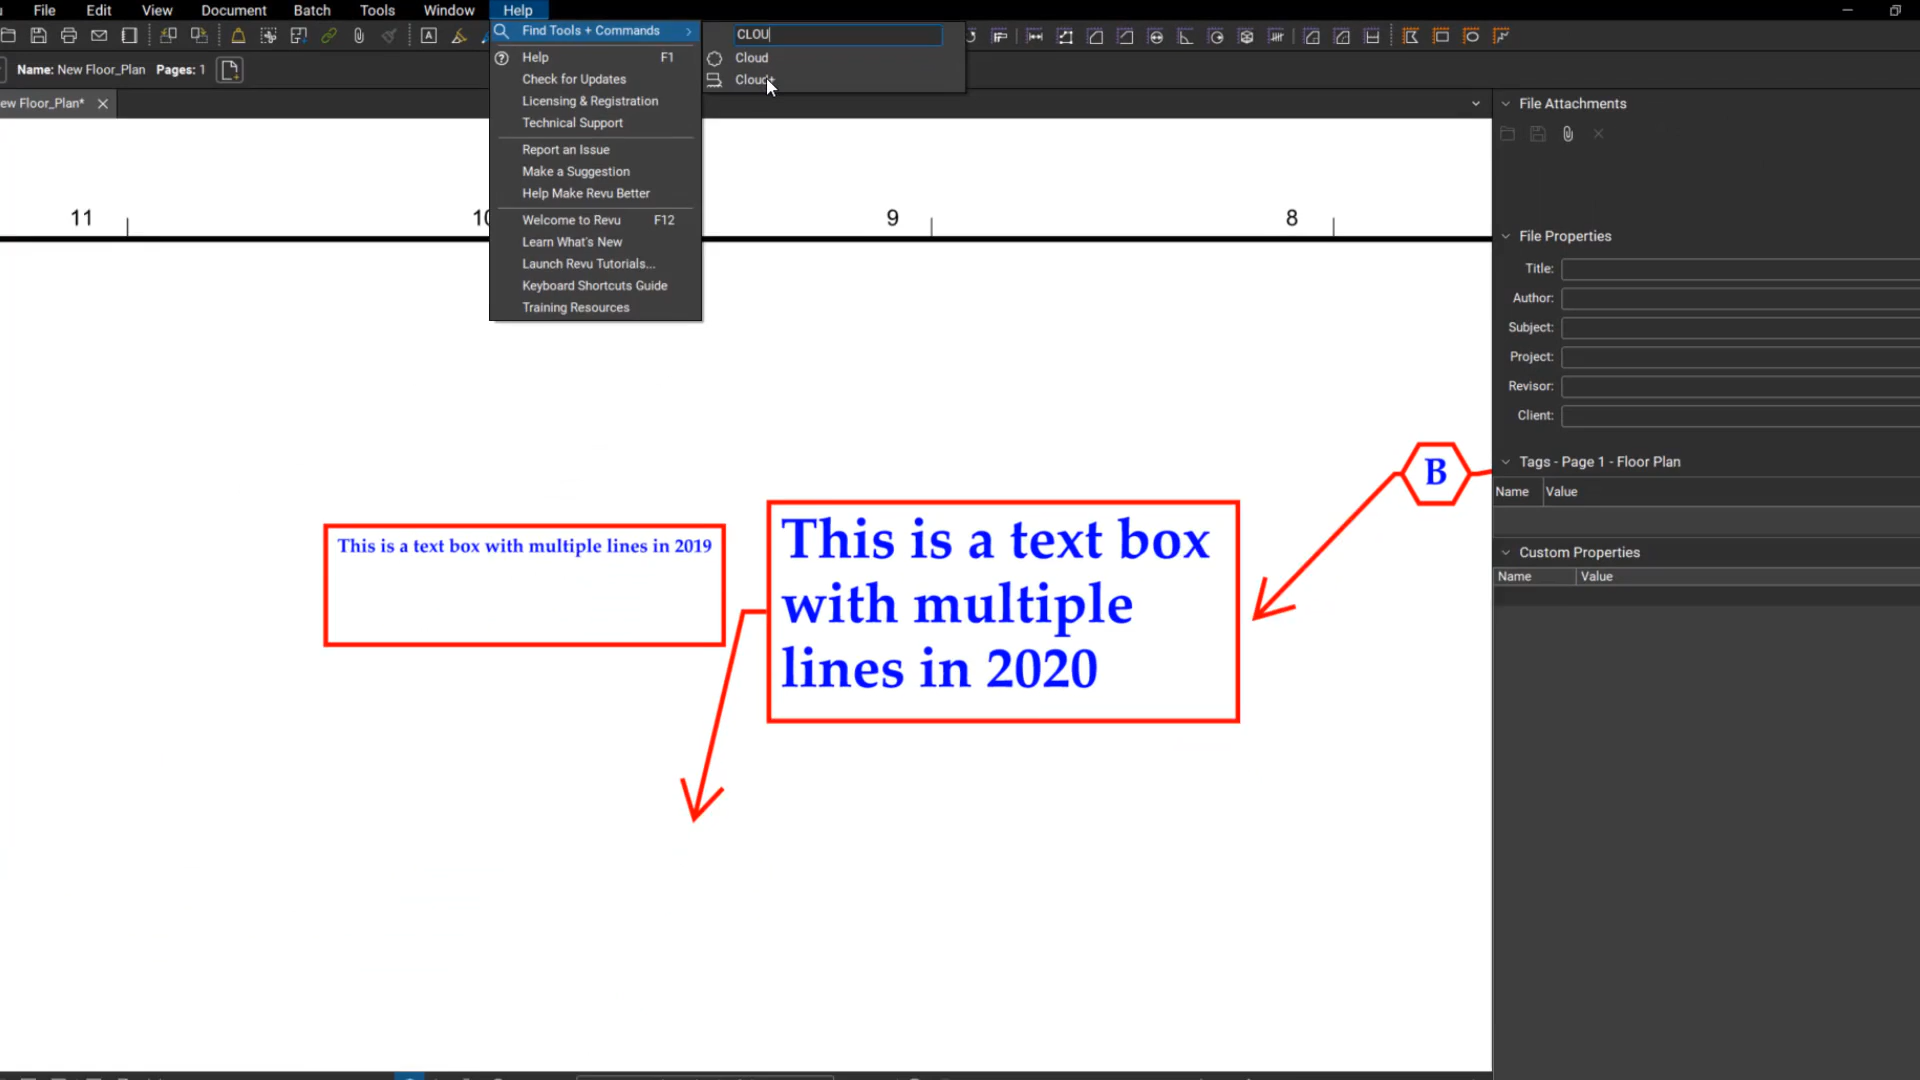 File Edit View Document Batch Tools Window Help
Find Tools + Commands
CLOU
Cloud
Cloud+
Help F1
Check for Updates
Licensing & Registration
Technical Support
Report an Issue
Make a Suggestion
Help Make Revu Better
Welcome to Revu F12
Learn What's New
Launch Revu Tutorials...
Keyboard Shortcuts Guide
Training Resources
Name: New Floor_Plan Pages: 1
ew Floor_Plan*
11 10 9 8
This is a text box with multiple lines in 2019
This is a text box
with multiple
lines in 2020
B
File Attachments
File Properties
Title:
Author:
Subject:
Project:
Revisor:
Client:
Tags - Page 1 - Floor Plan
Name Value
Custom Properties
Name Value